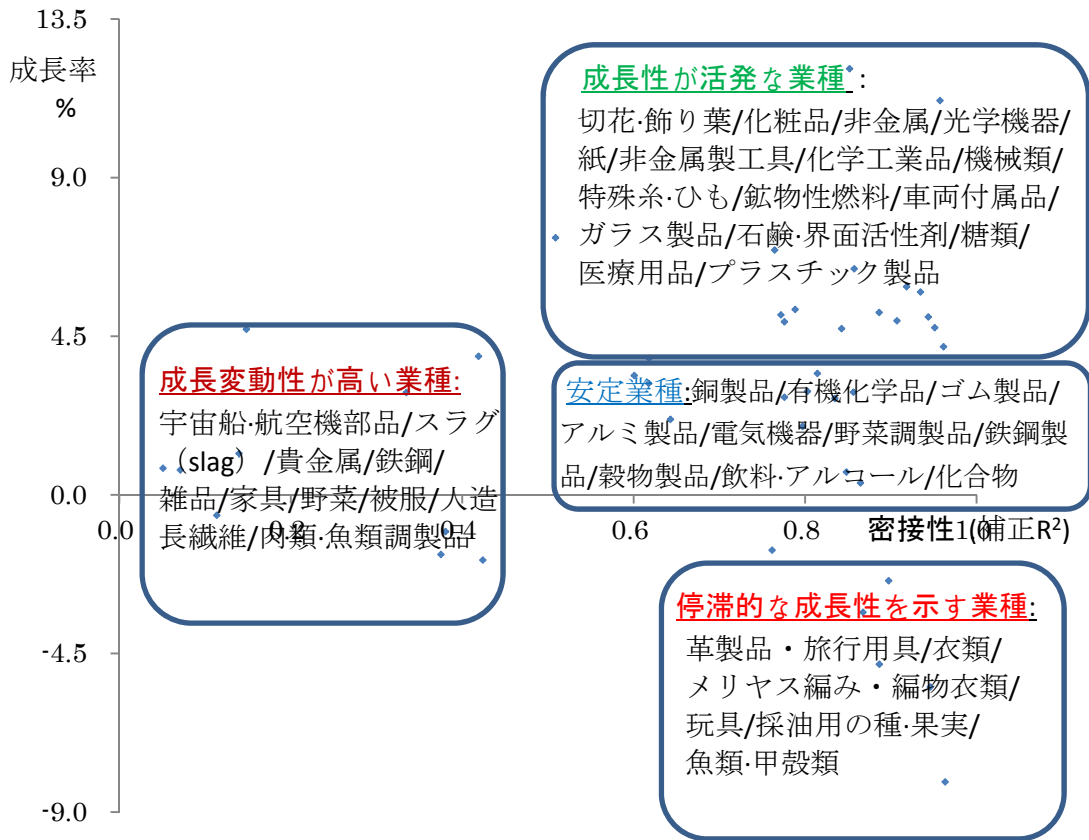 13.5
成長率
%
9.0
4.5
0.0
-4.5
-9.0
0.0
0.2
0.4
0.6
0.8
1.0
密接性 (補正R²)
成長性が活発な業種 :
切花·飾り葉/化粧品/非金属/光学機器/
紙/非金属製工具/化学工業品/機械類/
特殊糸·ひも/鉱物性燃料/車両付属品/
ガラス製品/石鹸·界面活性剤/糖類/
医療用品/プラスチック製品
成長変動性が高い業種:
宇宙船·航空機部品/スラグ
（slag）/貴金属/鉄鋼/
雑品/家具/野菜/被服/人造
長繊維/肉類·魚類調製品
安定業種:銅製品/有機化学品/ゴム製品/
アルミ製品/電気機器/野菜調製品/鉄鋼製
品/穀物製品/飲料·アルコール/化合物
停滞的な成長性を示す業種:
革製品・旅行用具/衣類/
メリヤス編み・編物衣類/
玩具/採油用の種·果実/
魚類·甲殻類